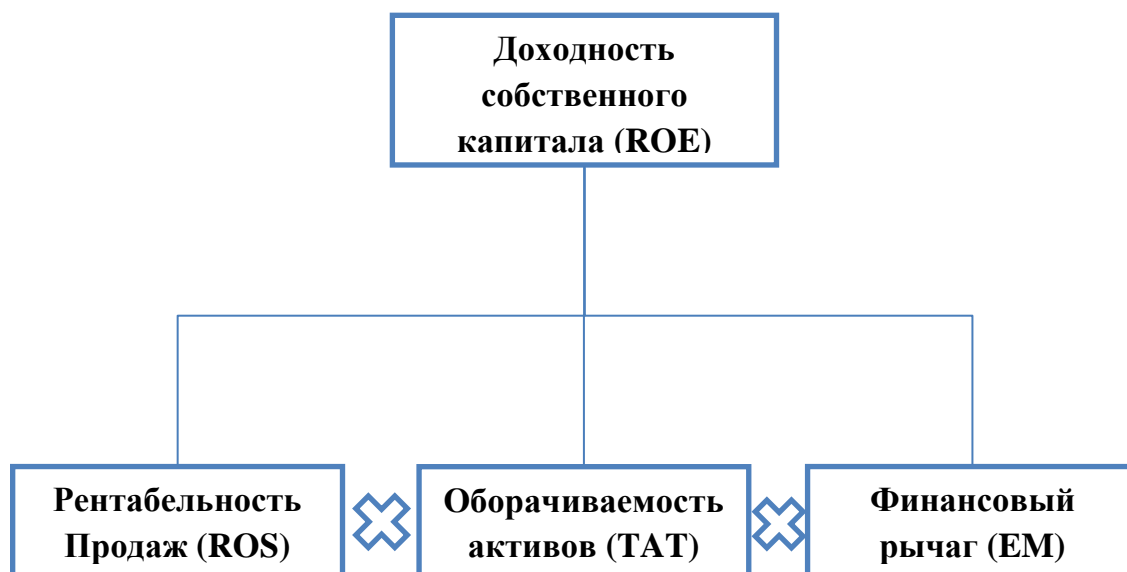 Доходность
собственного
капитала (ROE)
Рентабельность
Продаж (ROS)
Оборачиваемость
активов (TAT)
Финансовый
рычаг (EM)